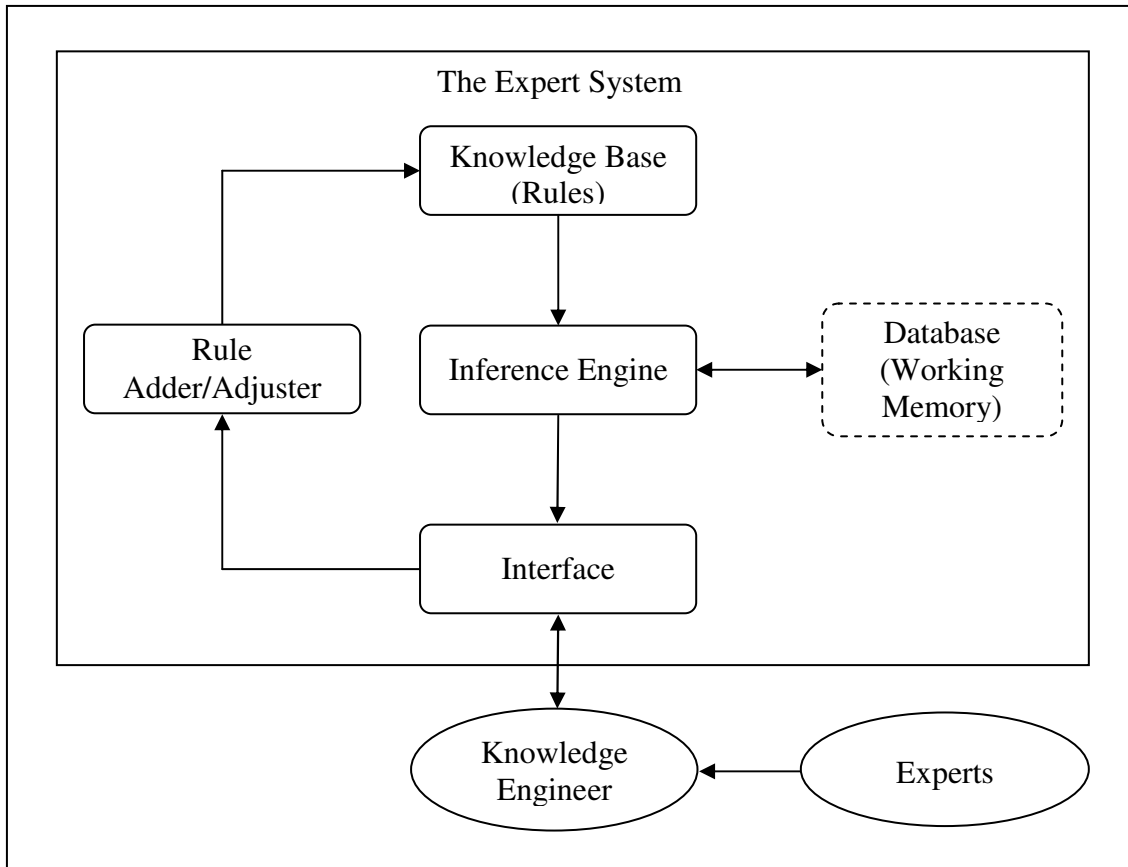 The Expert System
Knowledge Base
(Rules)
Rule
Adder/Adjuster
Inference Engine
Database
(Working
Memory)
Interface
Knowledge
Engineer
Experts